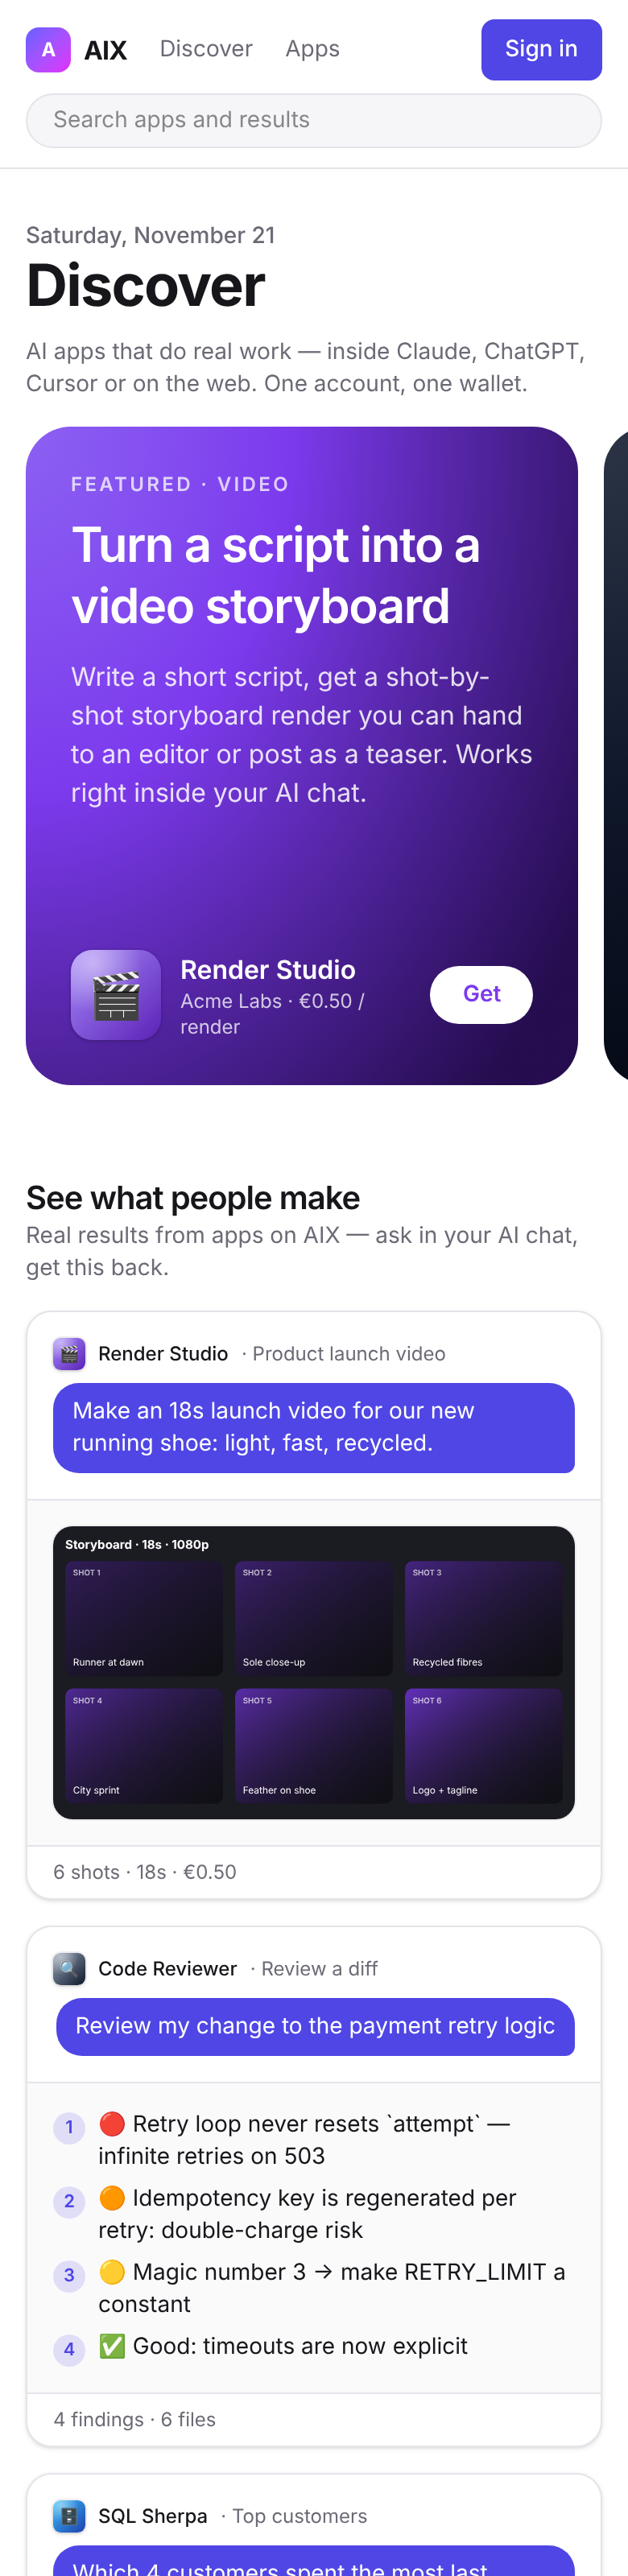 A AIX Discover Apps Sign in
Search apps and results
Saturday, November 21
Discover
AI apps that do real work — inside Claude, ChatGPT,
Cursor or on the web. One account, one wallet.
FEATURED · VIDEO
Turn a script into a
video storyboard
Write a short script, get a shot-by-
shot storyboard render you can hand
to an editor or post as a teaser. Works
right inside your AI chat.
Render Studio
Acme Labs · €0.50 /
render
Get
See what people make
Real results from apps on AIX — ask in your AI chat,
get this back.
Render Studio · Product launch video
Make an 18s launch video for our new
running shoe: light, fast, recycled.
Storyboard · 18s · 1080p
SHOT 1
Runner at dawn
SHOT 2
Sole close-up
SHOT 3
Recycled fibres
SHOT 4
City sprint
SHOT 5
Feather on shoe
SHOT 6
Logo + tagline
6 shots · 18s · €0.50
Code Reviewer · Review a diff
Review my change to the payment retry logic
1 🔴 Retry loop never resets `attempt` —
infinite retries on 503
2 🟠 Idempotency key is regenerated per
retry: double-charge risk
3 🟡 Magic number 3 → make RETRY_LIMIT a
constant
4 ✅ Good: timeouts are now explicit
4 findings · 6 files
SQL Sherpa · Top customers
Which 4 customers spent the most last